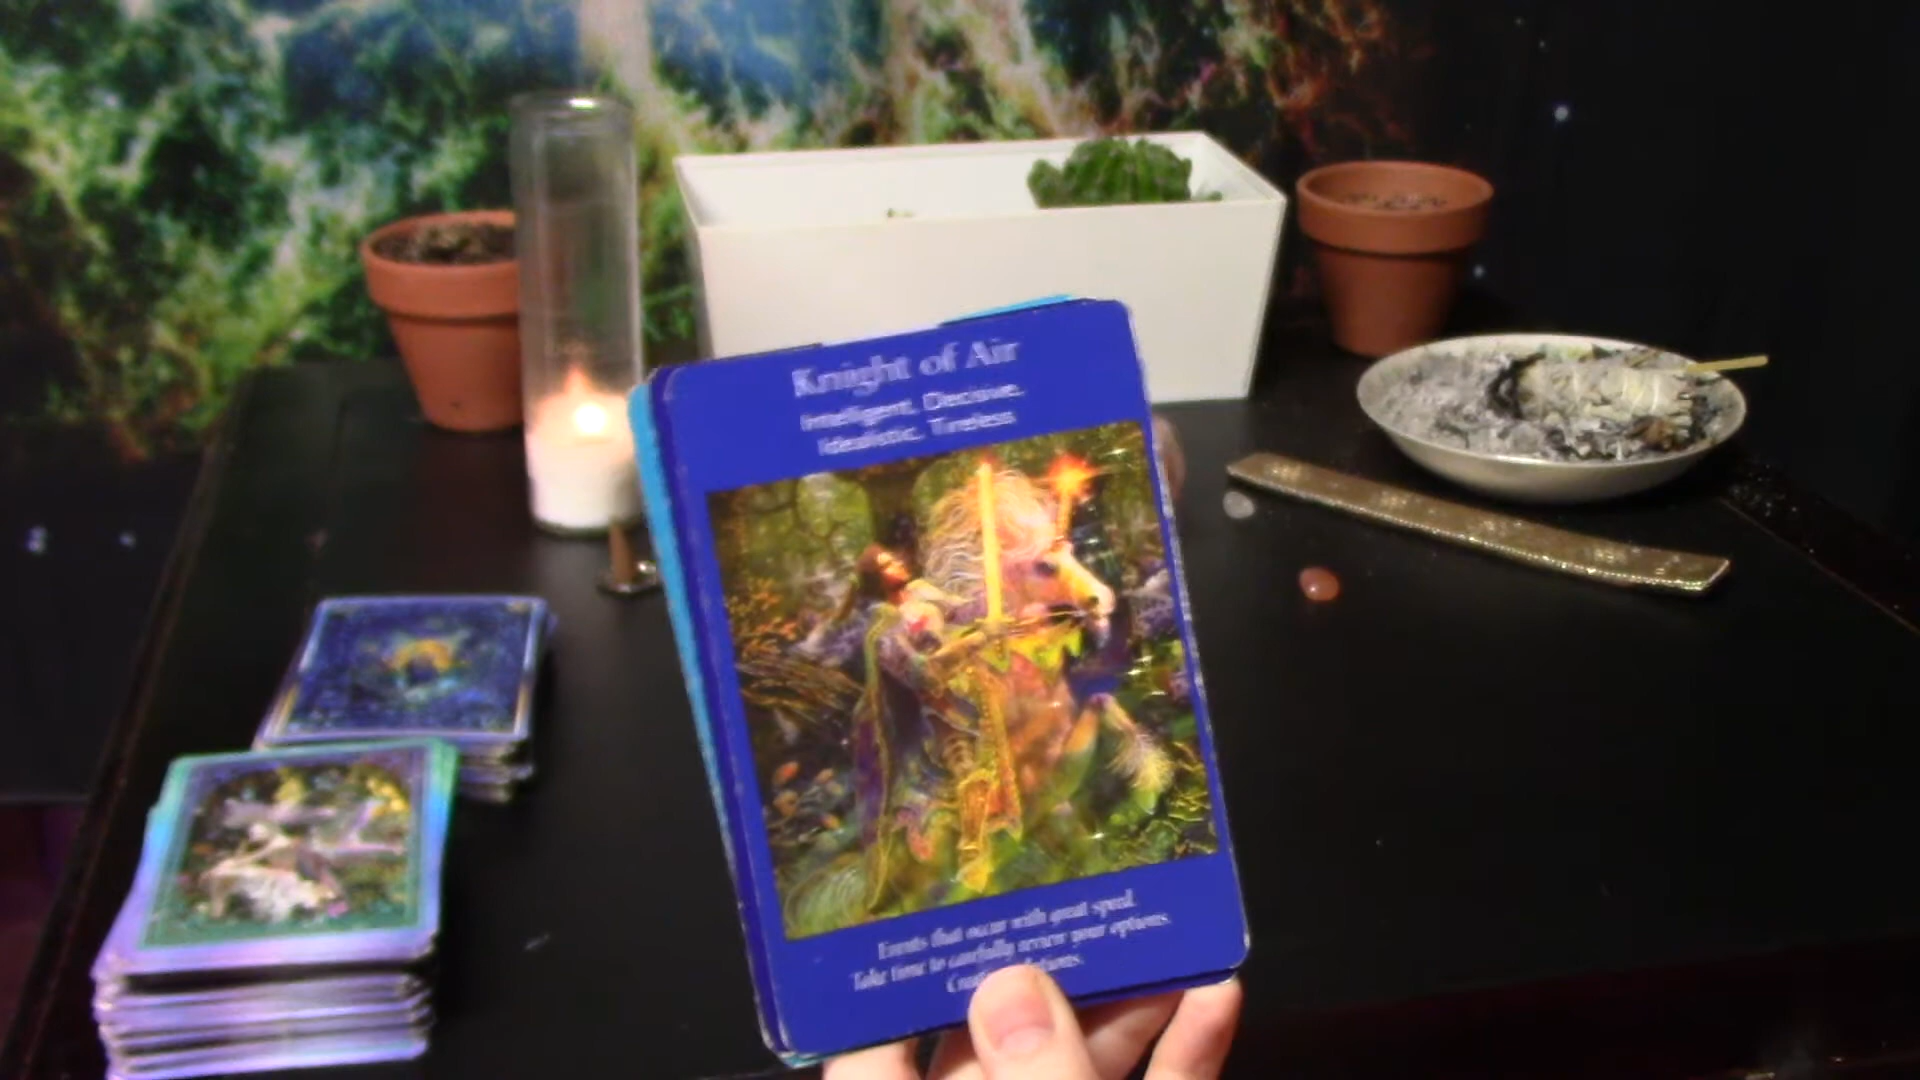 Knight of Air
Intelligent. Decisive.
Idealistic. Tireless
Events that occur with great speed.
Take time to carefully review your options.